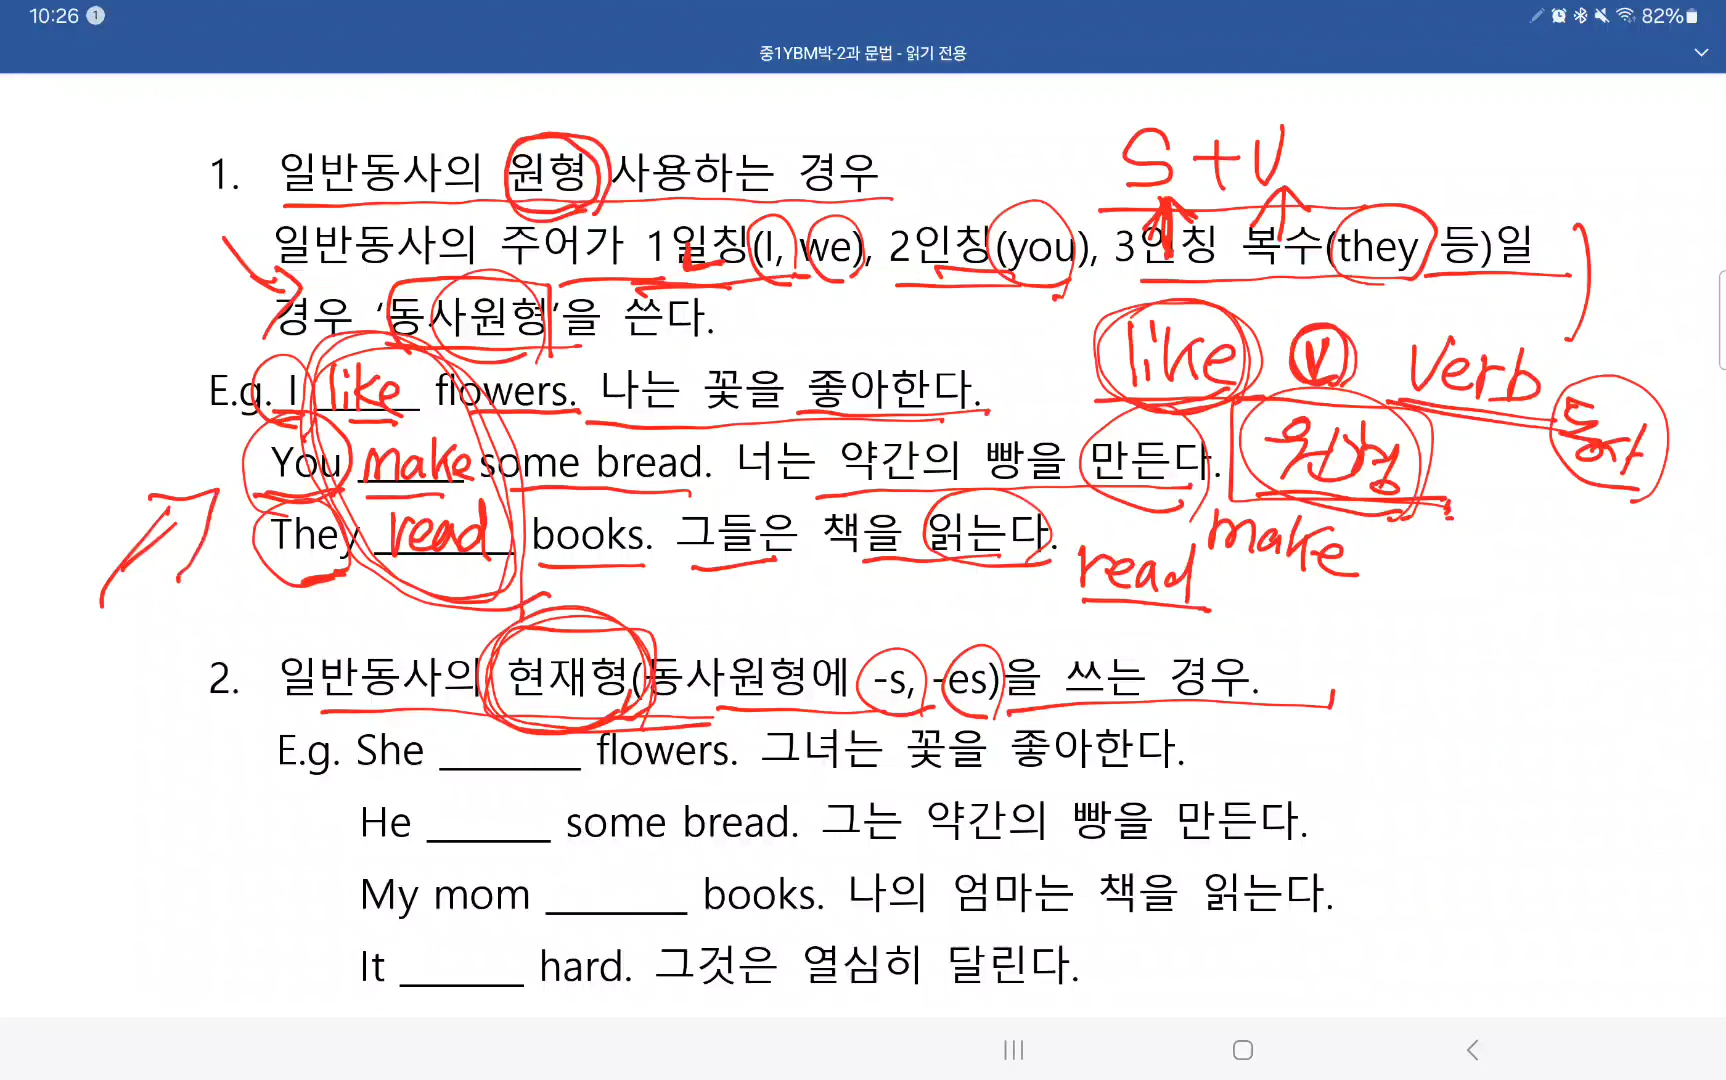 10:26 1 82%
중1YBM박-2과 문법 - 읽기 전용
S+V
1. 일반동사의 원형 사용하는 경우
일반동사의 주어가 1일칭(I, we), 2인칭(you), 3인칭 복수(they 등)일
경우 ‘동사원형’을 쓴다.
like V verb
E.g. I like flowers. 나는 꽃을 좋아한다.
동사
원형
You make some bread. 너는 약간의 빵을 만든다.
They read books. 그들은 책을 읽는다.
read make
2. 일반동사의 현재형(동사원형에 -s, -es)을 쓰는 경우.
E.g. She ______ flowers. 그녀는 꽃을 좋아한다.
He ______ some bread. 그는 약간의 빵을 만든다.
My mom ______ books. 나의 엄마는 책을 읽는다.
It ______ hard. 그것은 열심히 달린다.